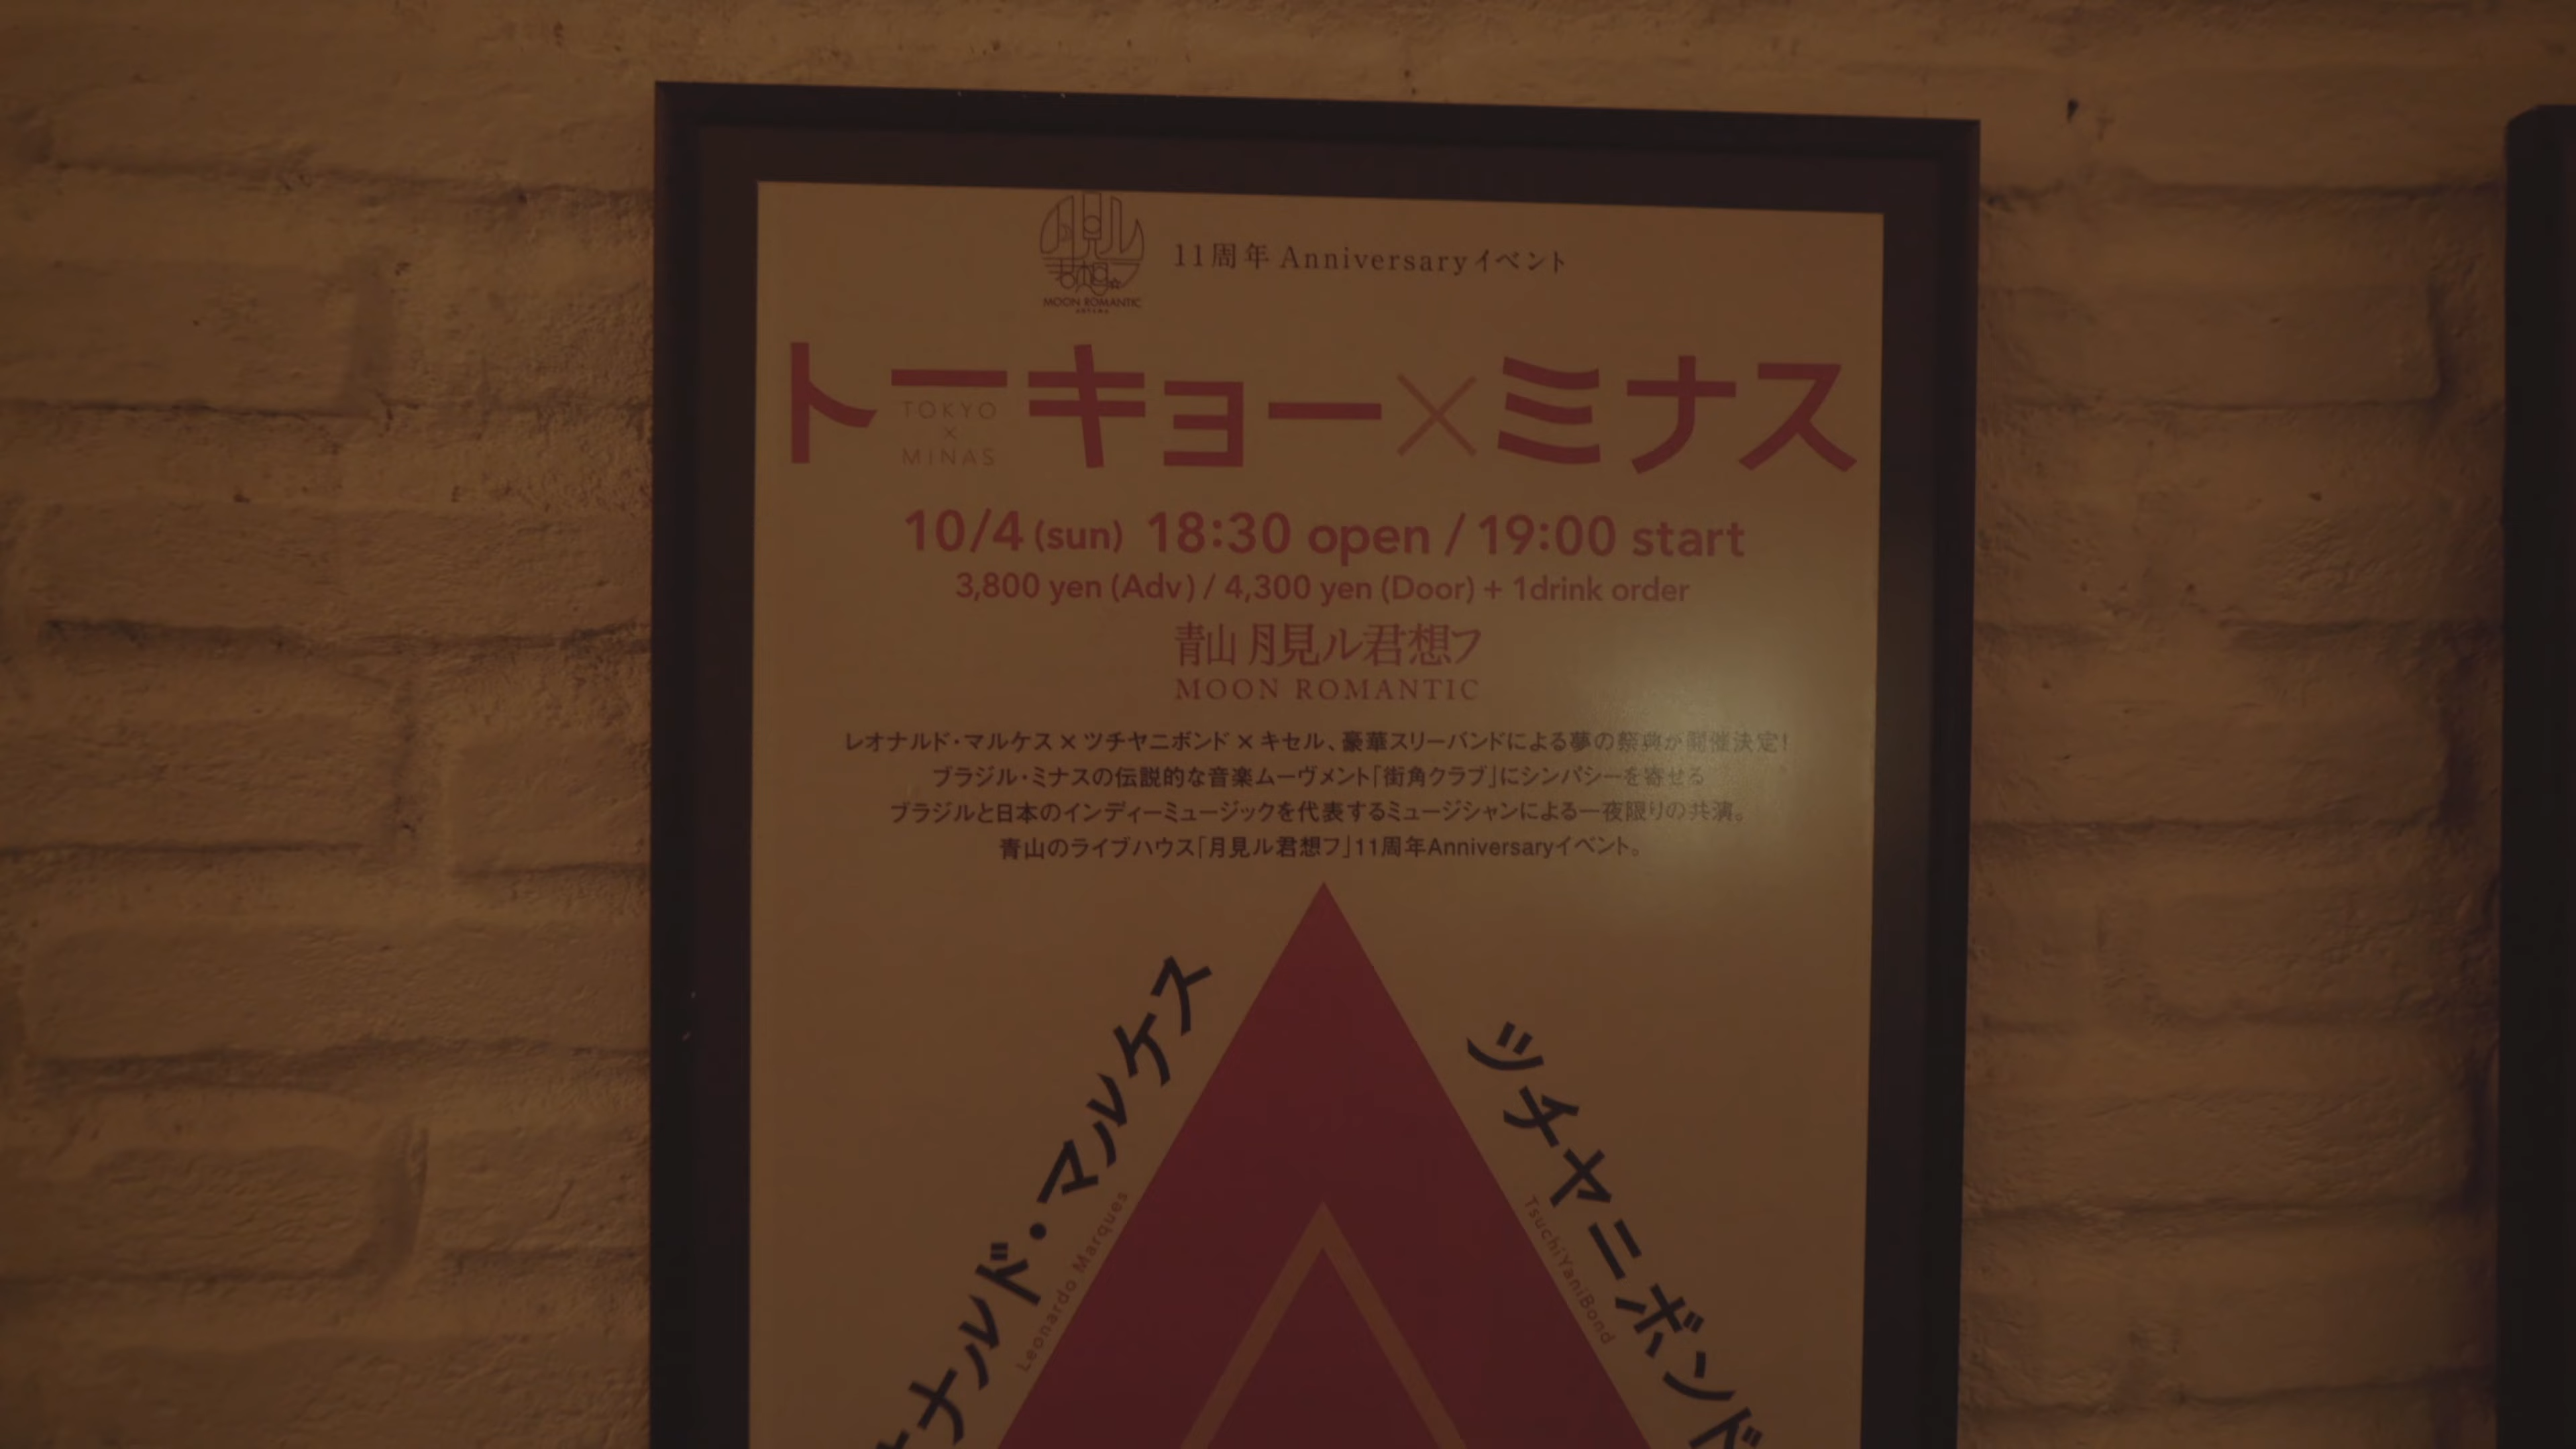 月見ル君想フ
MOON ROMANTIC
11周年 Anniversaryイベント
トーキョー×ミナス
TOKYO
×
MINAS
10/4 (sun) 18:30 open / 19:00 start
3,800 yen (Adv) / 4,300 yen (Door) + 1drink order
青山 月見ル君想フ
MOON ROMANTIC
レオナルド・マルケス × ツチヤニボンド × キセル、豪華スリーバンドによる夢の祭典が開催決定!
ブラジル・ミナスの伝説的な音楽ムーヴメント「街角クラブ」にシンパシーを寄せる
ブラジルと日本のインディーミュージックを代表するミュージシャンによる一夜限りの共演。
青山のライブハウス「月見ル君想フ」11周年Anniversaryイベント。
オナルド・マルケス
Leonardo Marques
ツチヤニボンド
TsuchiYaniBond